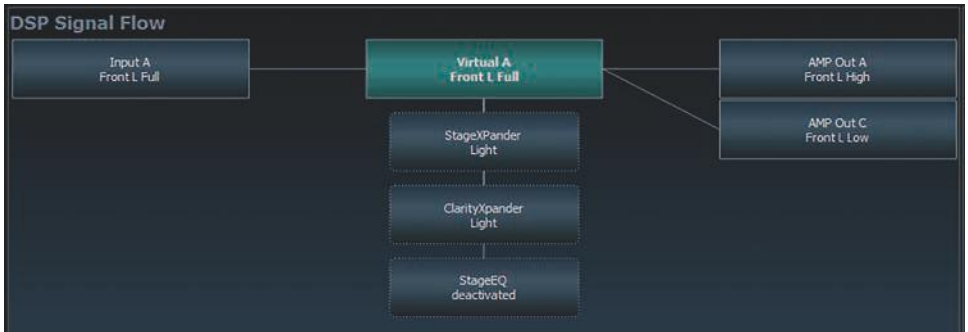 DSP Signal Flow
Input A
Front L Full
Virtual A
Front L Full
AMP Out A
Front L High
AMP Out C
Front L Low
StageXPander
Light
ClarityXpander
Light
StageEQ
deactivated